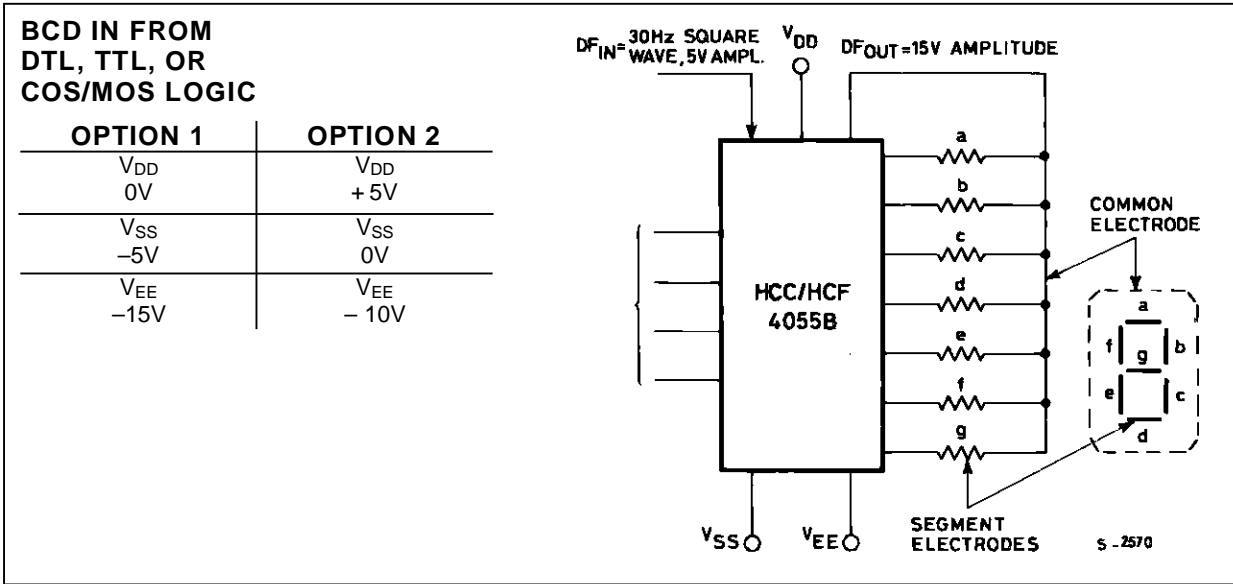 BCD IN FROM
DTL, TTL, OR
COS/MOS LOGIC
OPTION 1 OPTION 2
VDD VDD
0V + 5V
VSS VSS
–5V 0V
VEE VEE
–15V – 10V
DFIN= 30Hz SQUARE
WAVE, 5V AMPL.
VDD
DFOUT=15V AMPLITUDE
a
b
c
d
e
f
g
HCC/HCF
4055B
COMMON
ELECTRODE
a
f g b
e c
d
VSS VEE
SEGMENT
ELECTRODES
S-2570